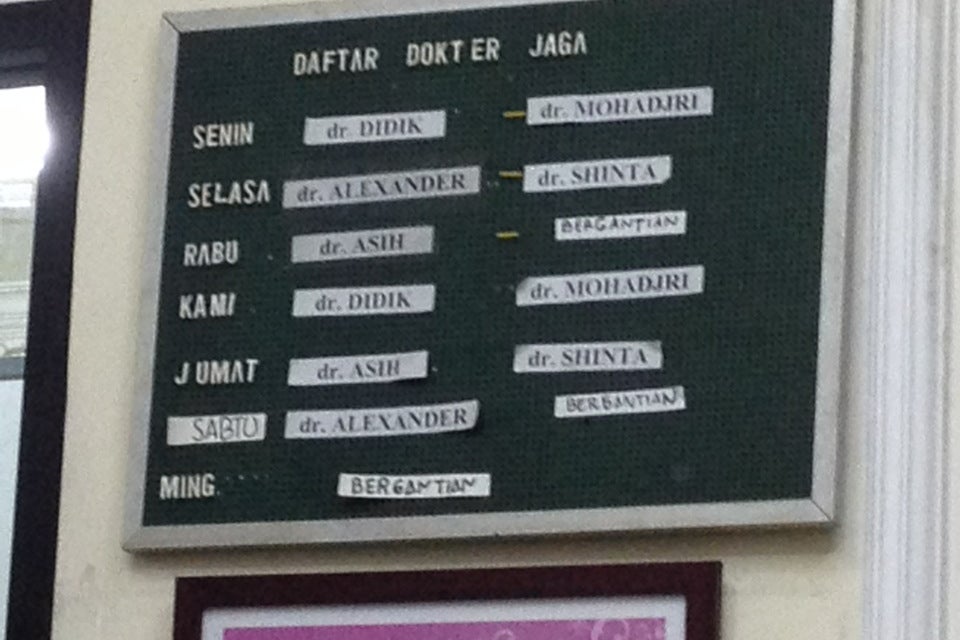 DAFTAR DOKTER JAGA
SENIN dr. DIDIK - dr. MOHADJRI
SELASA dr. ALEXANDER - dr. SHINTA
RABU dr. ASIH - BERGANTIAN
KAMI dr. DIDIK dr. MOHADJRI
JUMAT dr. ASIH dr. SHINTA
SABTU dr. ALEXANDER BERGANTIAN
MING BERGANTIAN